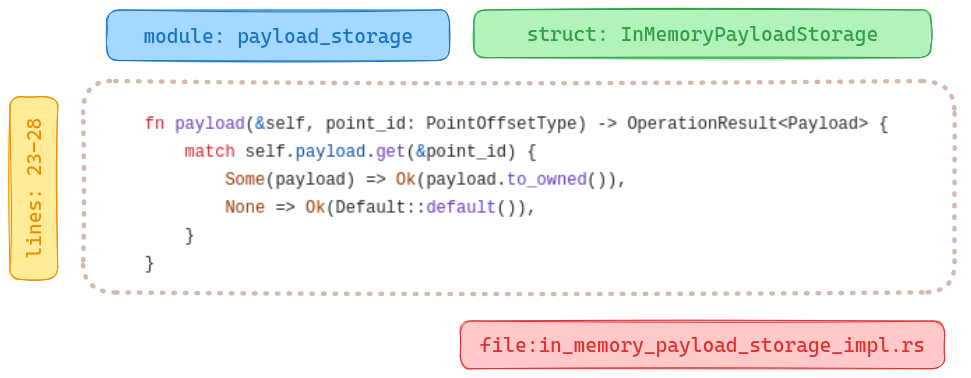 module: payload_storage
struct: InMemoryPayloadStorage
lines: 23-28
fn payload(&self, point_id: PointOffsetType) -> OperationResult<Payload> {
match self.payload.get(&point_id) {
Some(payload) => Ok(payload.to_owned()),
None => Ok(Default::default()),
}
}
file:in_memory_payload_storage_impl.rs